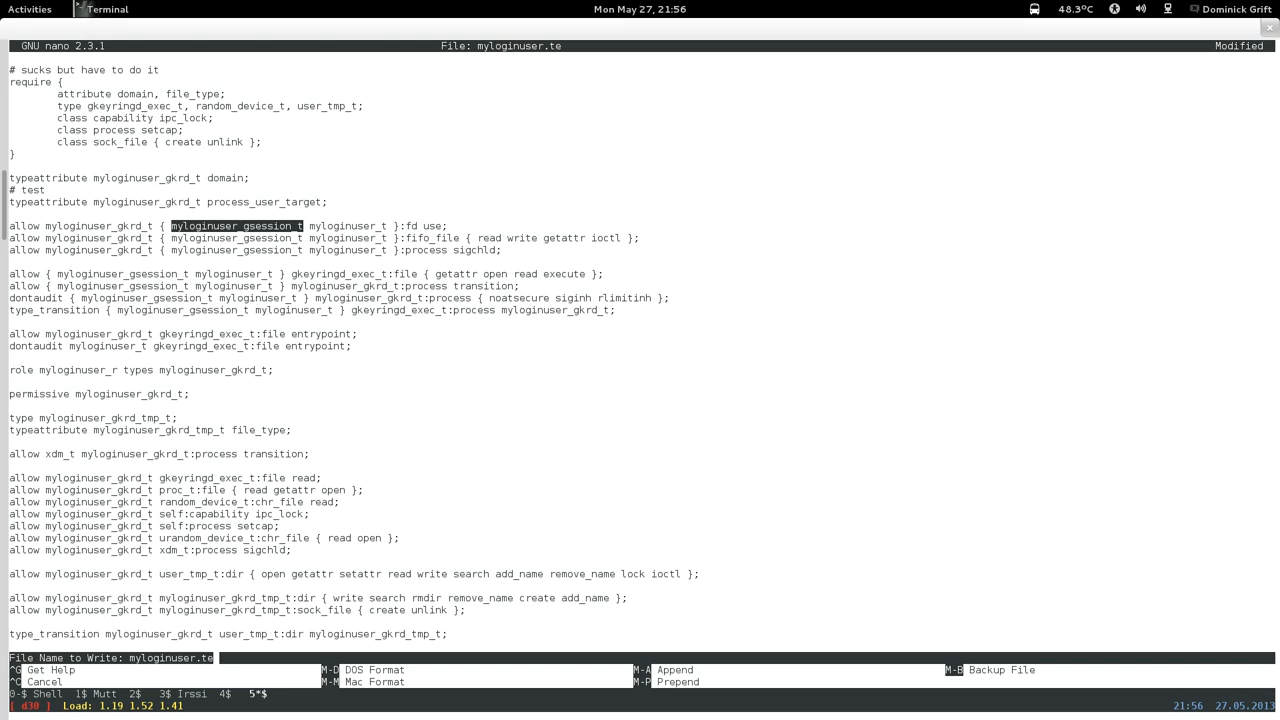 Activities Terminal Mon May 27, 21:56 48.3°C Dominick Grift
GNU nano 2.3.1 File: myloginuser.te Modified
# sucks but have to do it
require {
attribute domain, file_type;
type gkeyringd_exec_t, random_device_t, user_tmp_t;
class capability ipc_lock;
class process setcap;
class sock_file { create unlink };
}
typeattribute myloginuser_gkrd_t domain;
# test
typeattribute myloginuser_gkrd_t process_user_target;
allow myloginuser_gkrd_t { myloginuser_gsession_t myloginuser_t }:fd use;
allow myloginuser_gkrd_t { myloginuser_gsession_t myloginuser_t }:fifo_file { read write getattr ioctl };
allow myloginuser_gkrd_t { myloginuser_gsession_t myloginuser_t }:process sigchld;
allow { myloginuser_gsession_t myloginuser_t } gkeyringd_exec_t:file { getattr open read execute };
allow { myloginuser_gsession_t myloginuser_t } myloginuser_gkrd_t:process transition;
dontaudit { myloginuser_gsession_t myloginuser_t } myloginuser_gkrd_t:process { noatsecure siginh rlimitinh };
type_transition { myloginuser_gsession_t myloginuser_t } gkeyringd_exec_t:process myloginuser_gkrd_t;
allow myloginuser_gkrd_t gkeyringd_exec_t:file entrypoint;
dontaudit myloginuser_t gkeyringd_exec_t:file entrypoint;
role myloginuser_r types myloginuser_gkrd_t;
permissive myloginuser_gkrd_t;
type myloginuser_gkrd_tmp_t;
typeattribute myloginuser_gkrd_tmp_t file_type;
allow xdm_t myloginuser_gkrd_t:process transition;
allow myloginuser_gkrd_t gkeyringd_exec_t:file read;
allow myloginuser_gkrd_t proc_t:file { read getattr open };
allow myloginuser_gkrd_t random_device_t:chr_file read;
allow myloginuser_gkrd_t self:capability ipc_lock;
allow myloginuser_gkrd_t self:process setcap;
allow myloginuser_gkrd_t urandom_device_t:chr_file { read open };
allow myloginuser_gkrd_t xdm_t:process sigchld;
allow myloginuser_gkrd_t user_tmp_t:dir { open getattr setattr read write search add_name remove_name lock ioctl };
allow myloginuser_gkrd_t myloginuser_gkrd_tmp_t:dir { write search rmdir remove_name create add_name };
allow myloginuser_gkrd_t myloginuser_gkrd_tmp_t:sock_file { create unlink };
type_transition myloginuser_gkrd_t user_tmp_t:dir myloginuser_gkrd_tmp_t;
File Name to Write: myloginuser.te
^G Get Help M-D DOS Format M-A Append M-B Backup File
^C Cancel M-M Mac Format M-P Prepend
0-$ Shell 1$ Mutt 2$ 3$ Irssi 4$ 5*$
[ d30 ] Load: 1.19 1.52 1.41 21:56 27.05.2013